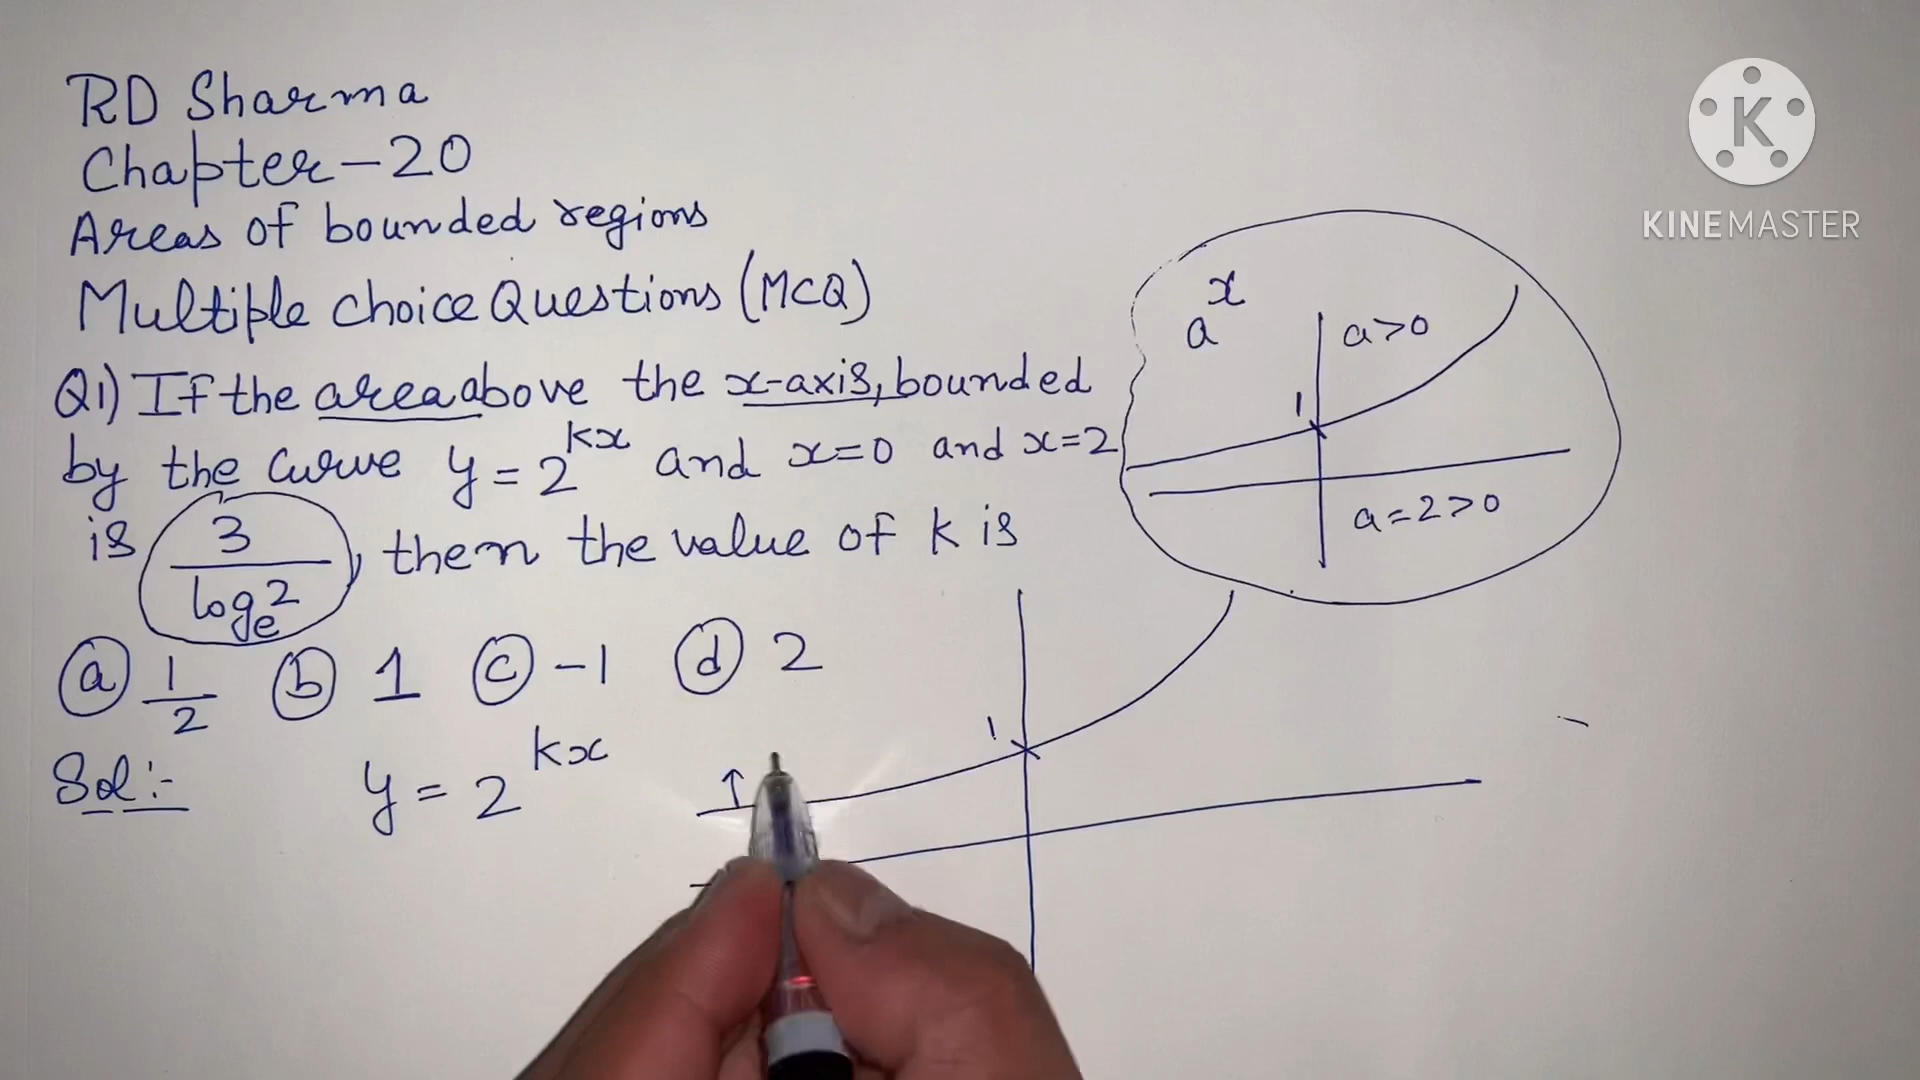 RD Sharma
Chapter-20
Areas of bounded regions
Multiple Choice Questions (MCQ)
Q1) If the area above the x-axis, bounded
by the curve y = 2^kx and x=0 and x=2
is 3/log_e 2, then the value of k is
(a) 1/2 (b) 1 (c) -1 (d) 2
Sol:- y = 2^kx
1
a^x
a>0
1
a=2>0
K
KINEMASTER